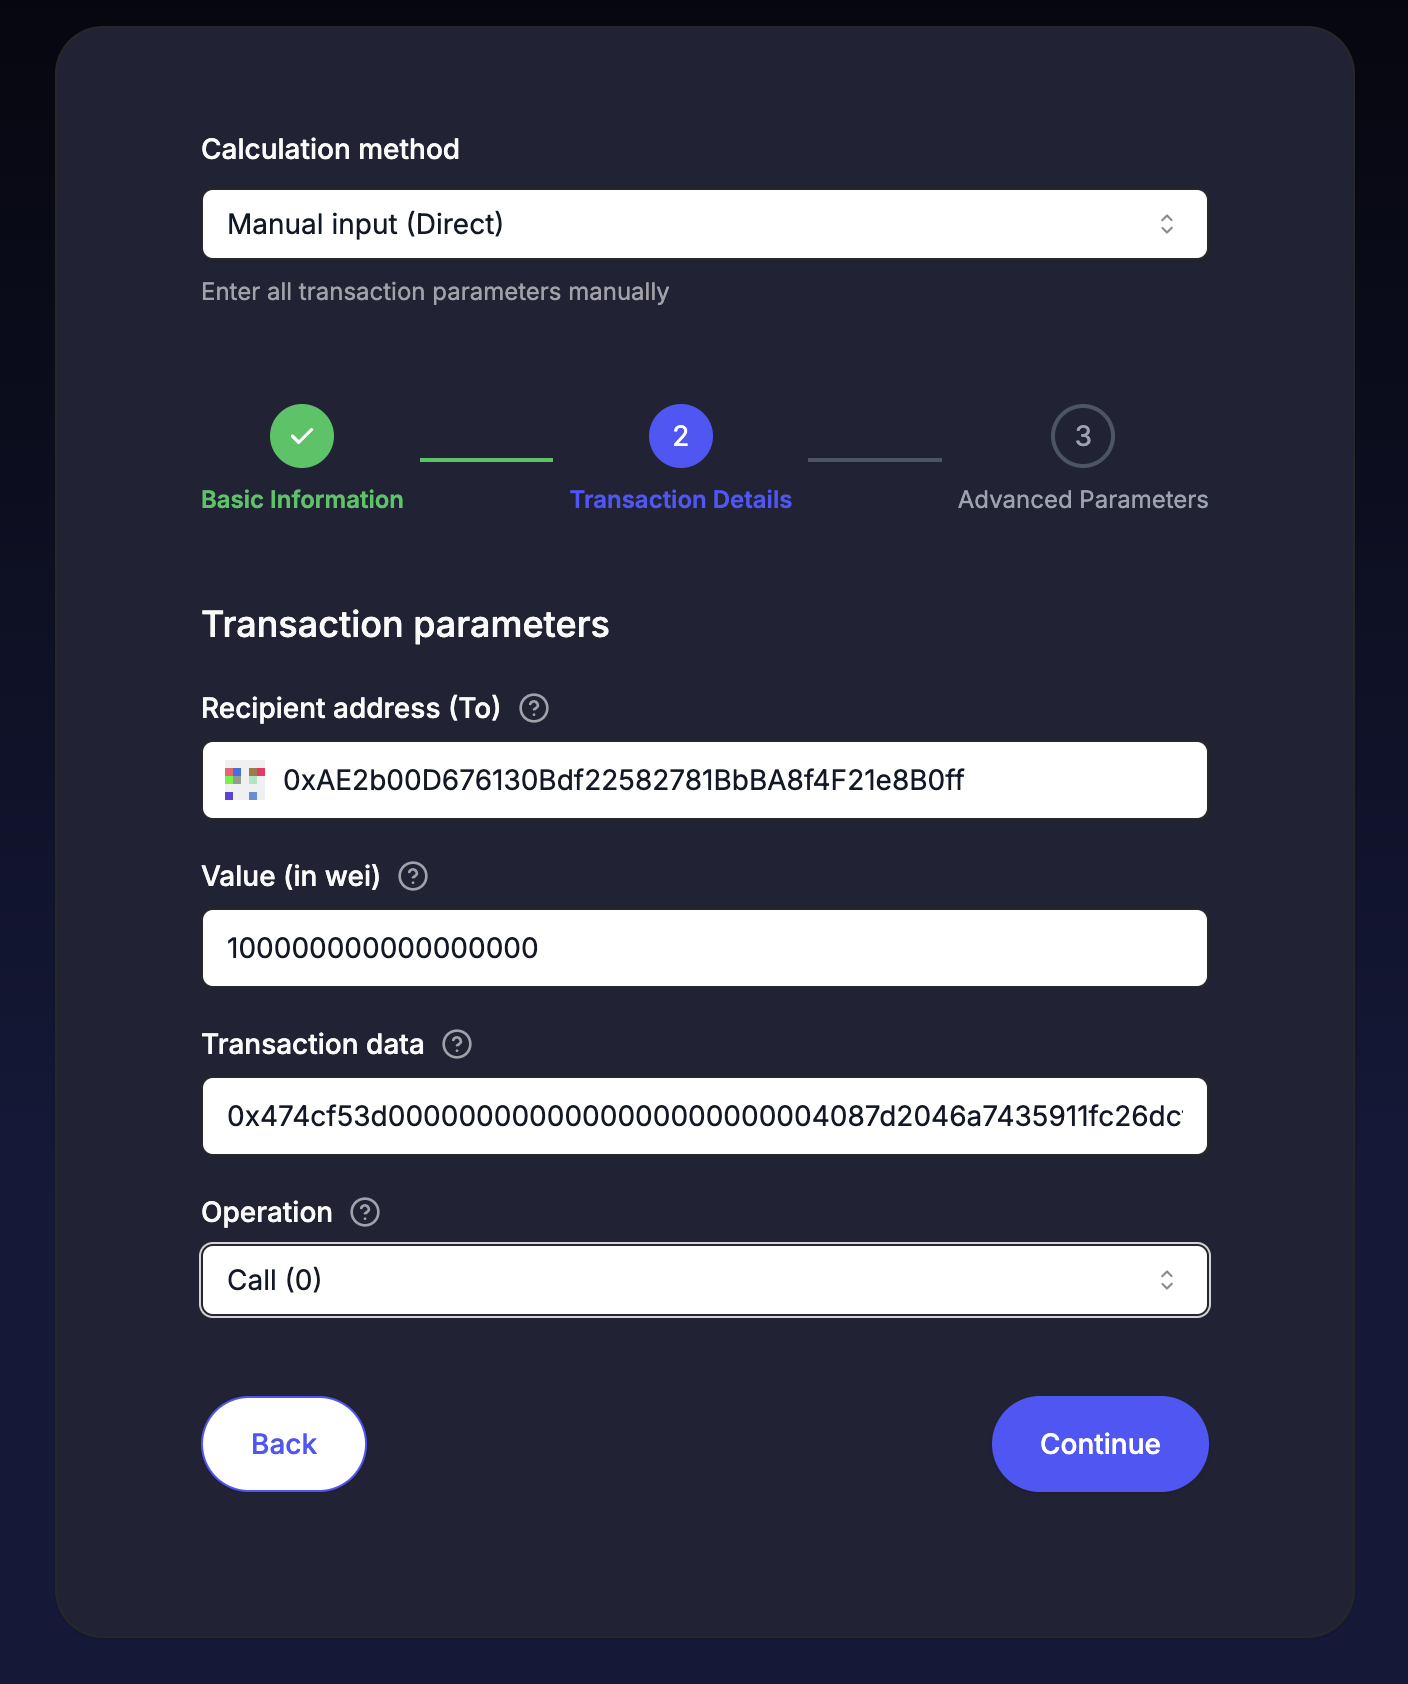 Calculation method
Manual input (Direct)
Enter all transaction parameters manually
2
3
Basic Information
Transaction Details
Advanced Parameters
Transaction parameters
Recipient address (To)
0xAE2b00D676130Bdf22582781BbBA8f4F21e8B0ff
Value (in wei)
100000000000000000
Transaction data
0x474cf53d0000000000000000000000004087d2046a7435911fc26dc
Operation
Call (0)
Back
Continue